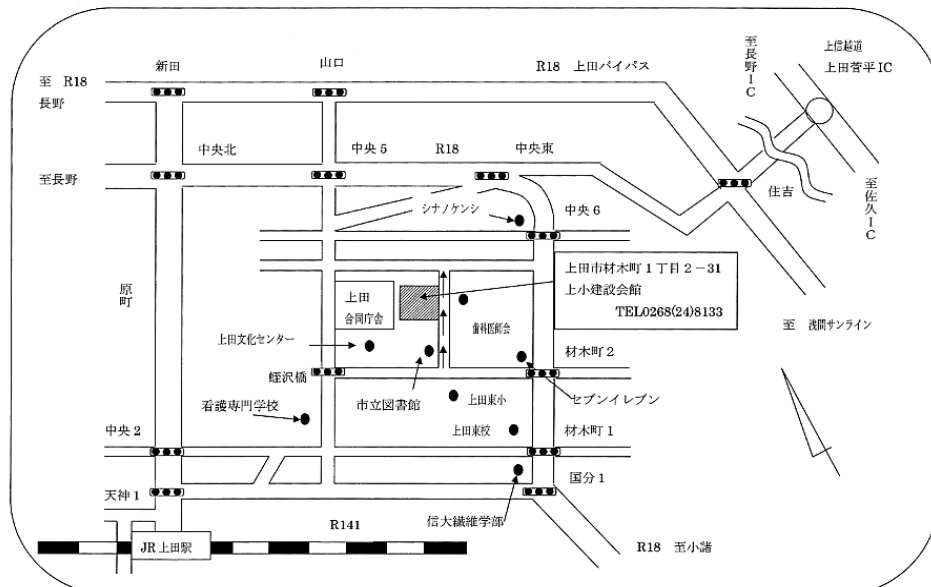 新田
山口
R18 上田バイパス
至長野IC
上信越道
上田菅平IC
至 R18
長野
中央北
中央5
R18
中央東
至長野
住吉
至佐久IC
シナノケンシ
中央6
原町
上田
合同庁舎
上田市材木町1丁目2-31
上小建設会館
TEL0268(24)8133
歯科医師会
上田文化センター
至 浅間サンライン
材木町2
蛭沢橋
市立図書館
セブンイレブン
看護専門学校
上田東小
上田東校
中央2
材木町1
天神1
国分1
信大繊維学部
R141
JR上田駅
R18 至小諸